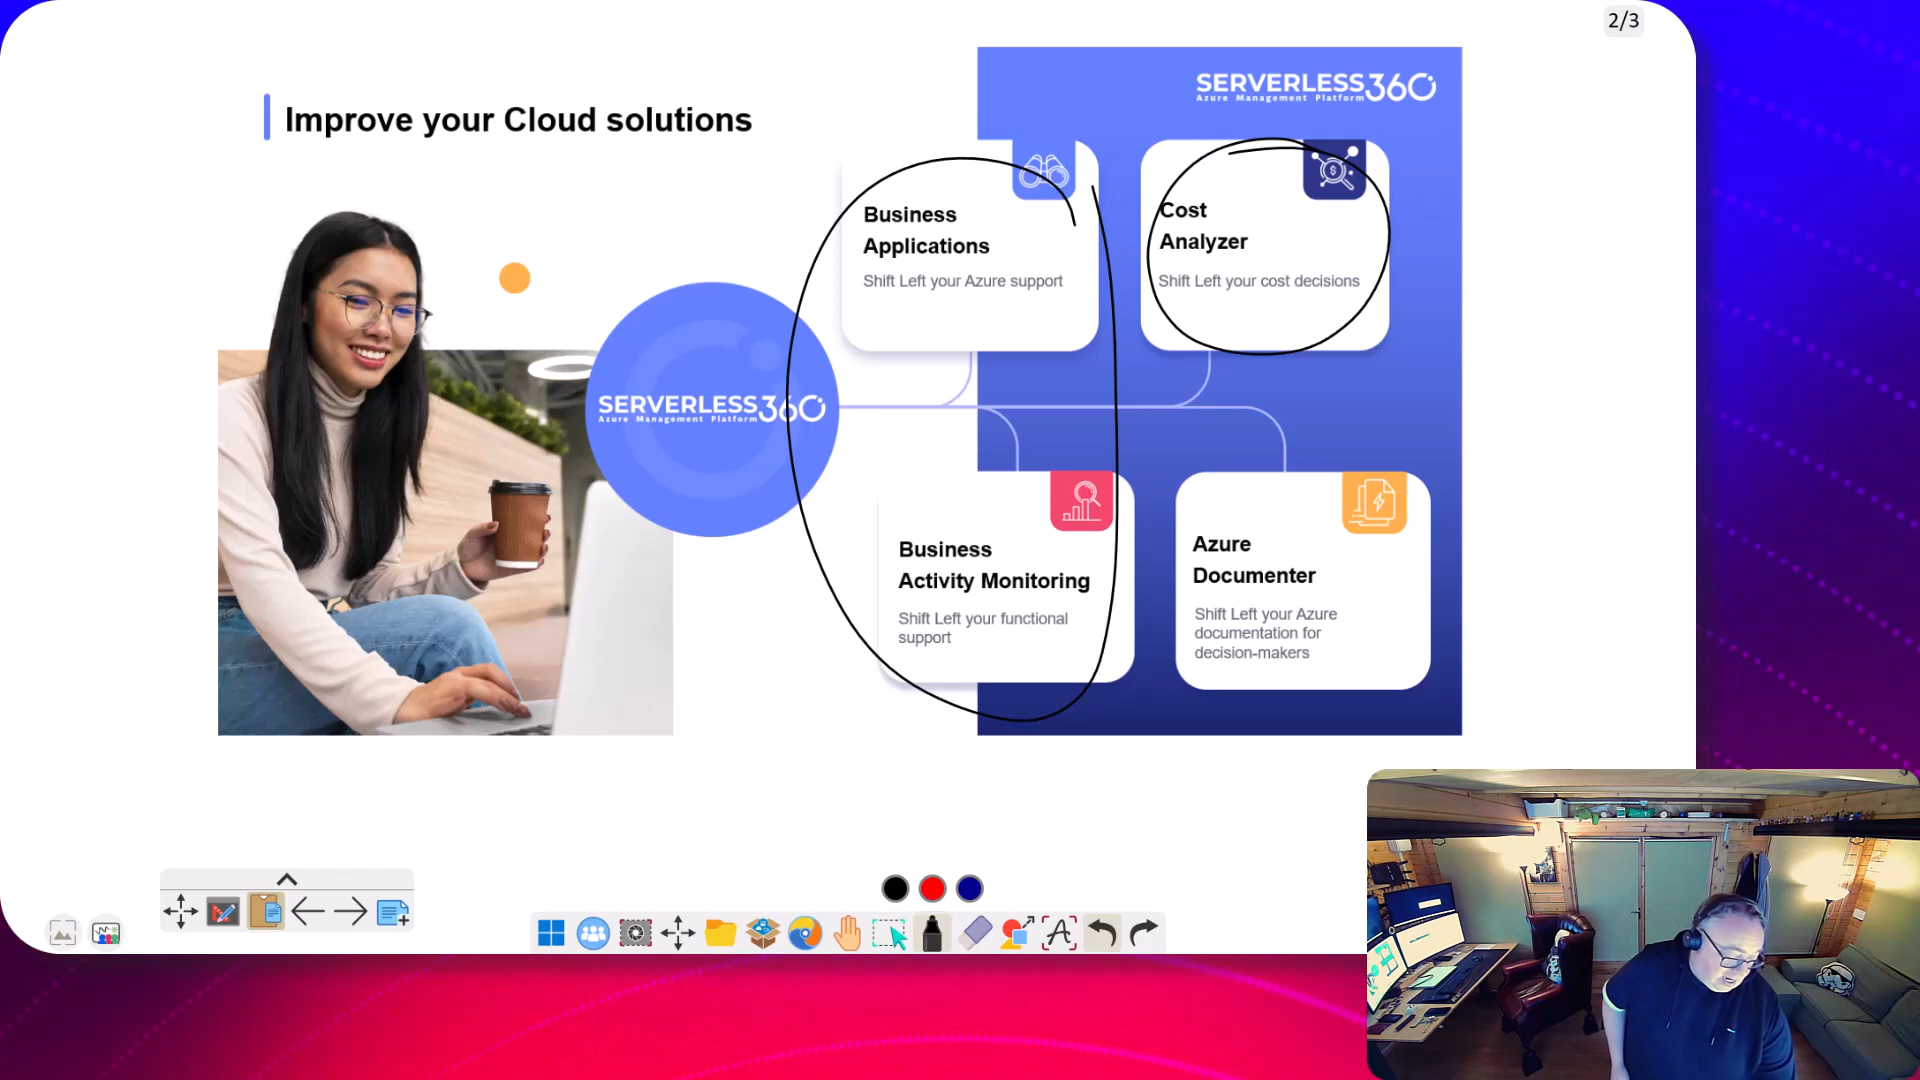 2/3
SERVERLESS360
Azure Management Platform
Improve your Cloud solutions
Business
Applications
Shift Left your Azure support
Cost
Analyzer
Shift Left your cost decisions
SERVERLESS360
Azure Management Platform
Business
Activity Monitoring
Shift Left your functional
support
Azure
Documenter
Shift Left your Azure
documentation for
decision-makers